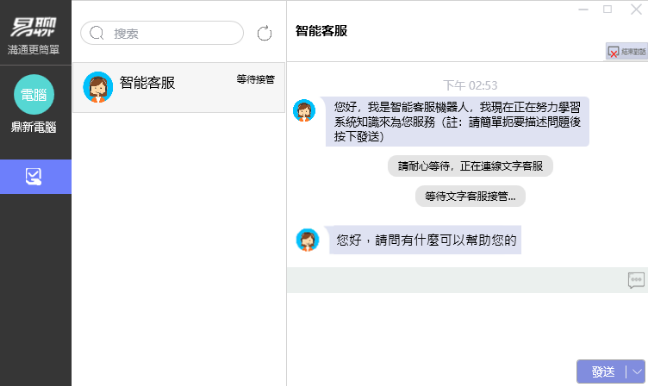 易聊
溝通更簡單
電腦
鼎新電腦
搜索
智能客服
等待接管
智能客服
結束對話
下午 02:53
您好，我是智能客服機器人，我現在正在努力學習
系統知識來為您服務（註：請簡單扼要描述問題後
按下發送）
請耐心等待，正在連線文字客服
等待文字客服接管...
您好，請問有什麼可以幫助您的
發送